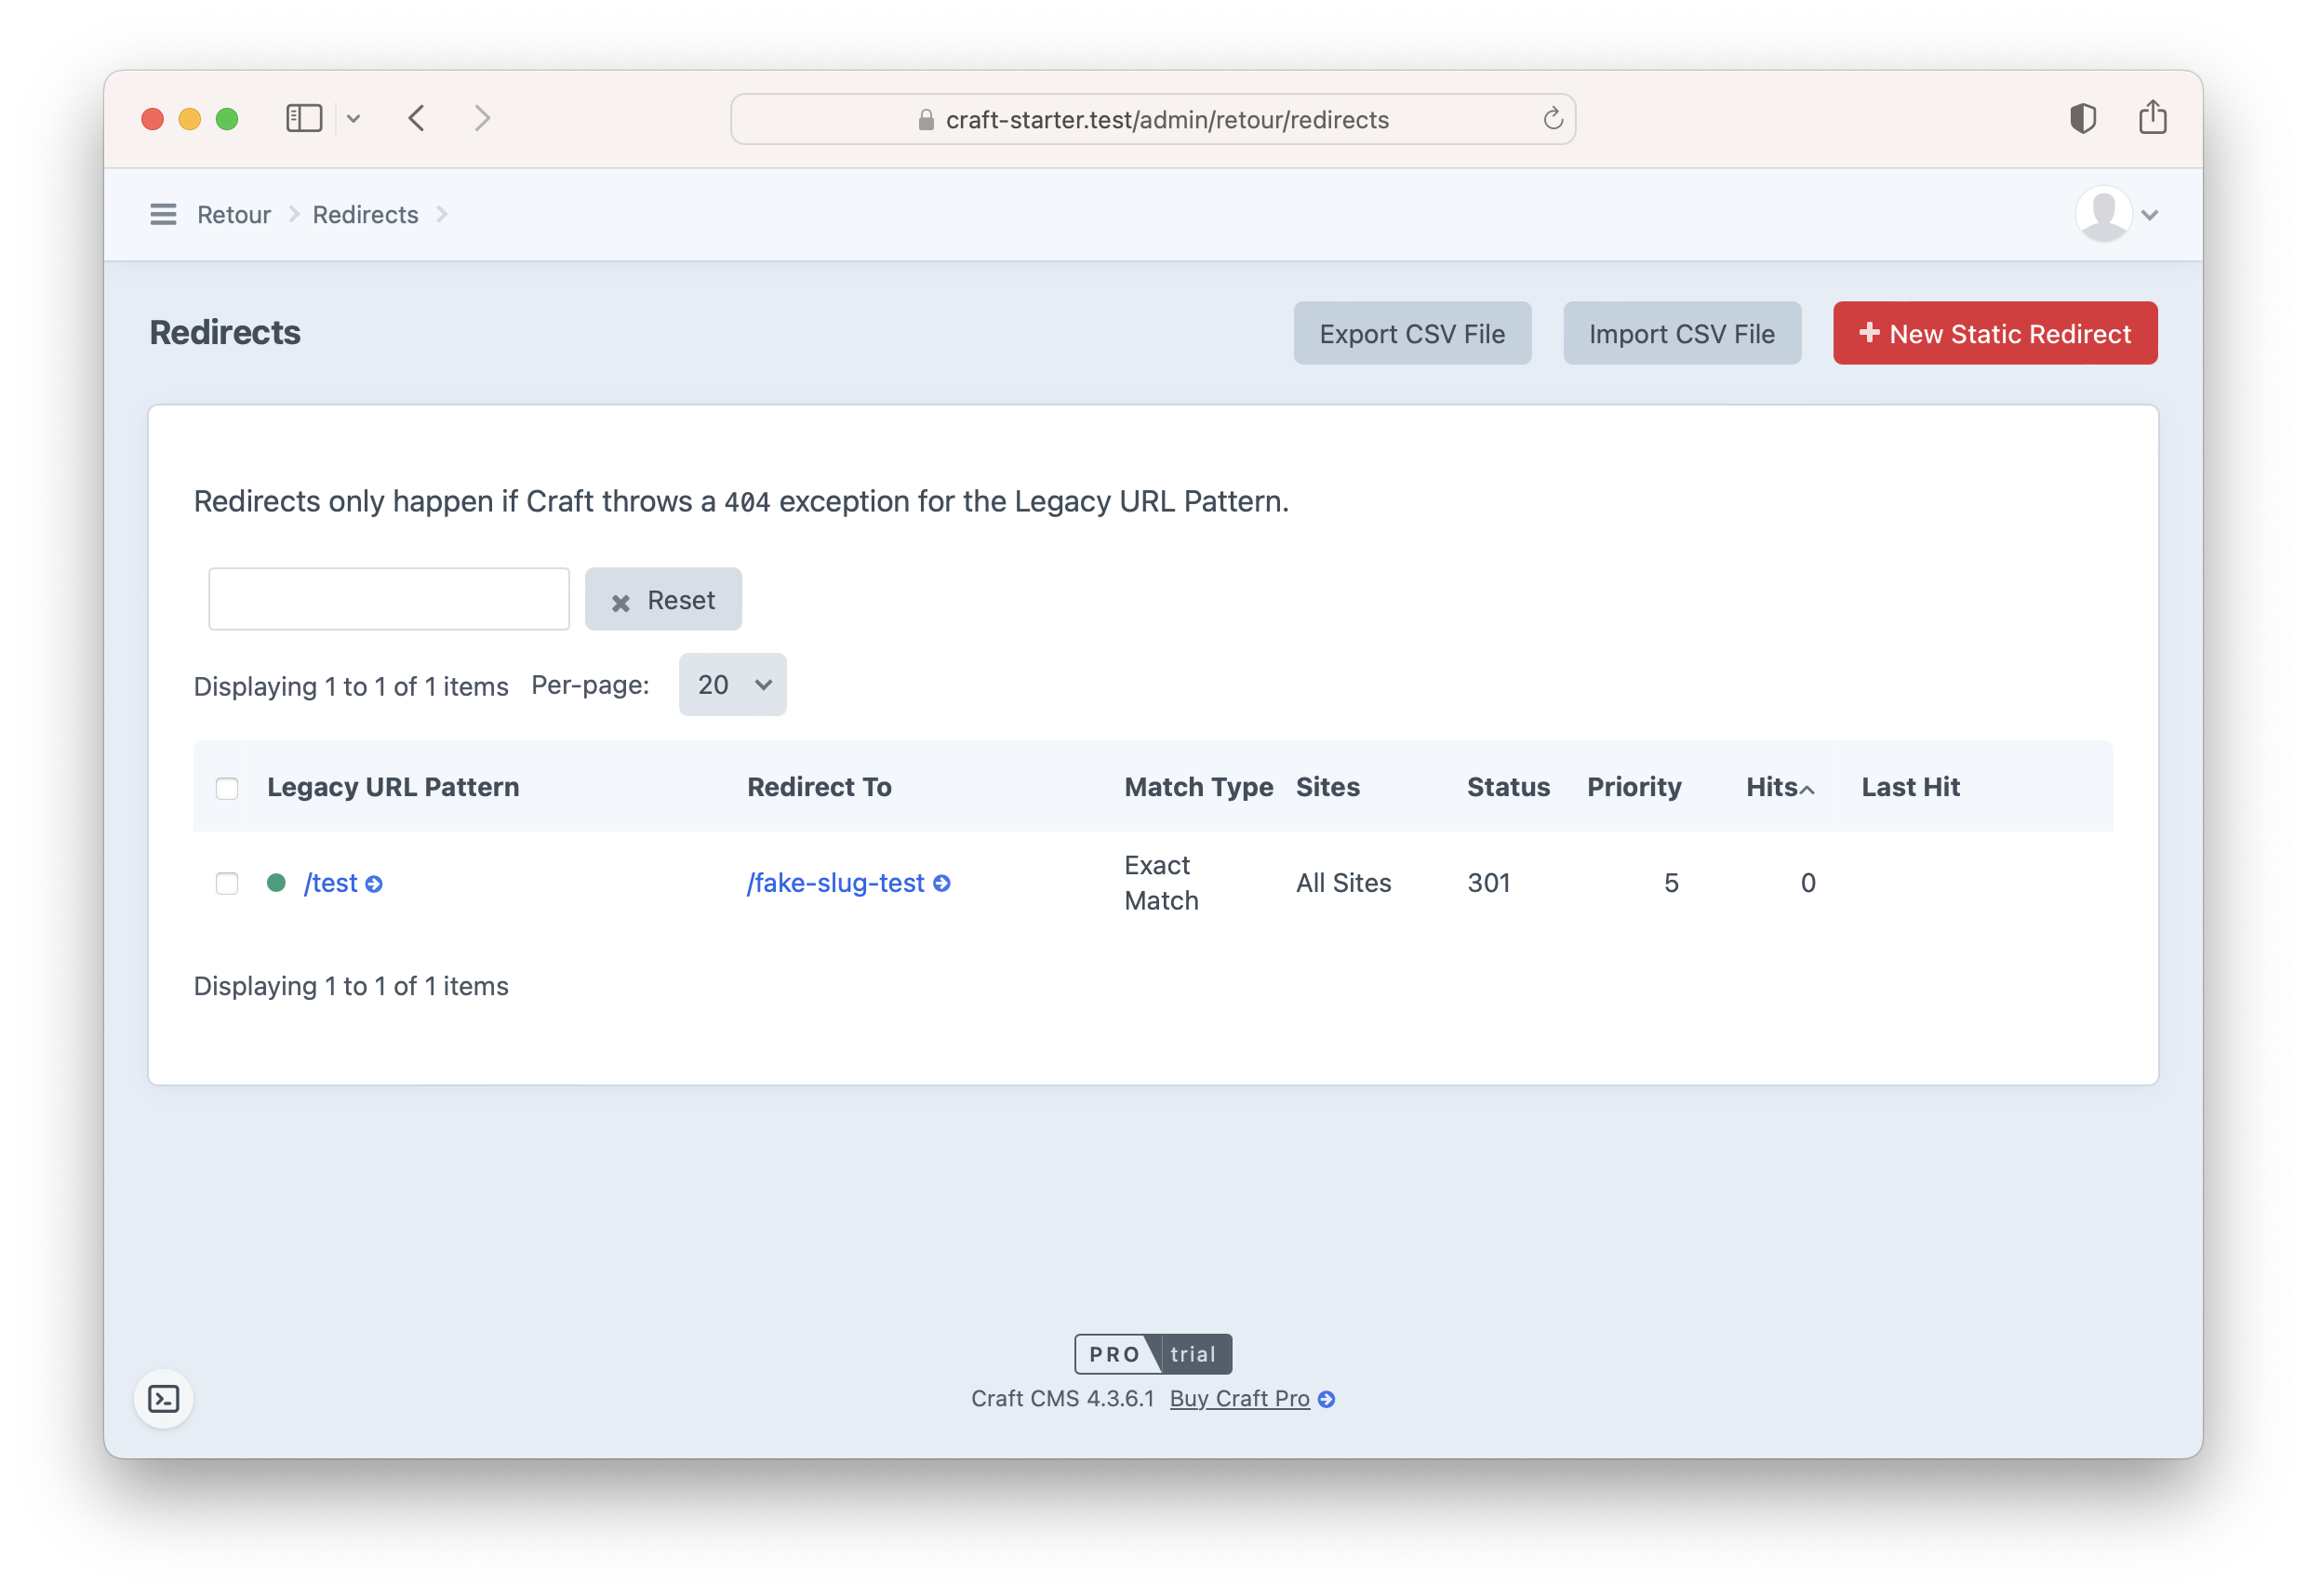 craft-starter.test/admin/retour/redirects
Retour Redirects
Redirects
Export CSV File
Import CSV File
New Static Redirect
Redirects only happen if Craft throws a 404 exception for the Legacy URL Pattern.
Reset
Displaying 1 to 1 of 1 items Per-page: 20
Legacy URL Pattern Redirect To Match Type Sites Status Priority Hits Last Hit
/test /fake-slug-test Exact Match All Sites 301 5 0
Displaying 1 to 1 of 1 items
PRO trial
Craft CMS 4.3.6.1 Buy Craft Pro